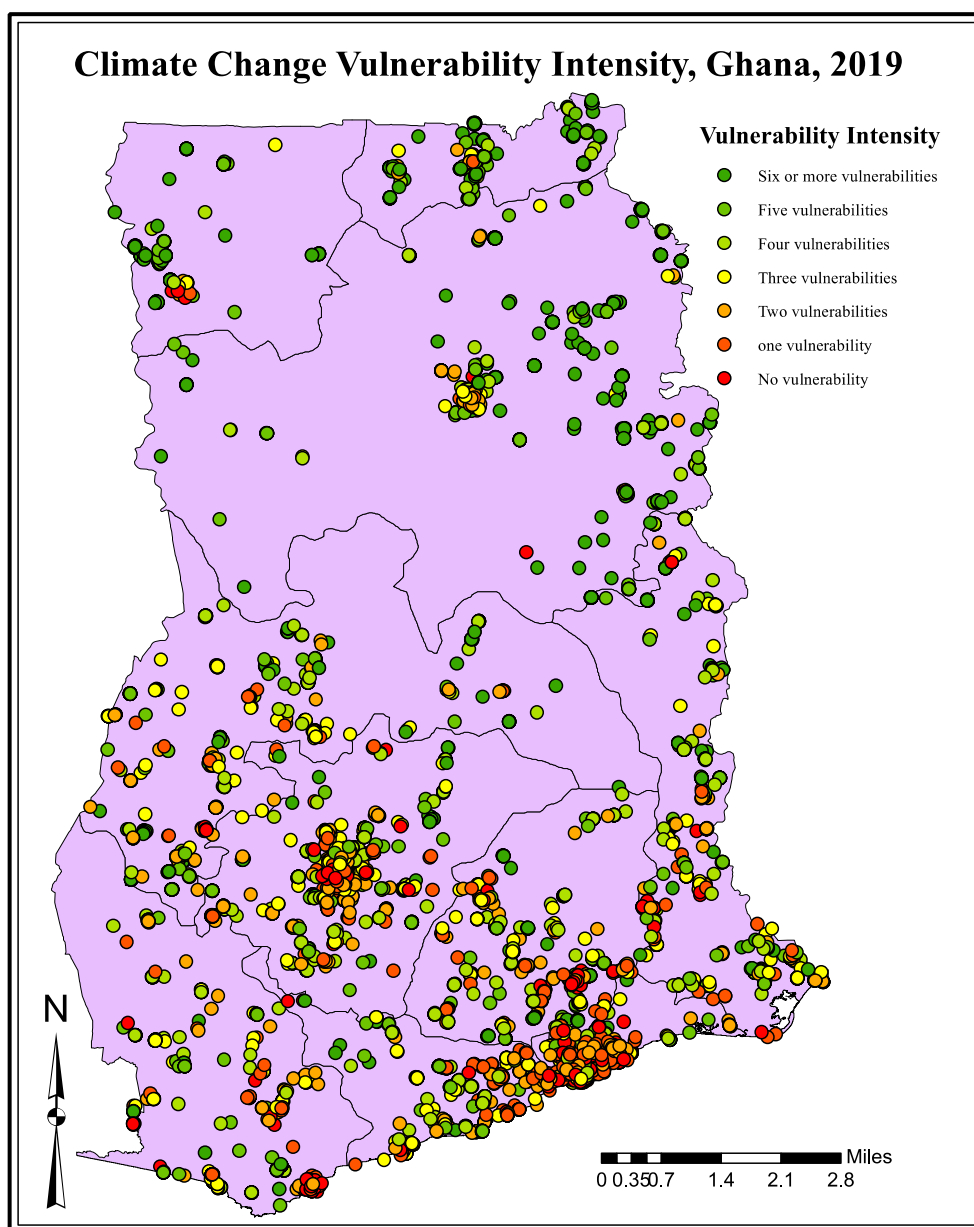 Climate Change Vulnerability Intensity, Ghana, 2019
Vulnerability Intensity
Six or more vulnerabilities
Five vulnerabilities
Four vulnerabilities
Three vulnerabilities
Two vulnerabilities
one vulnerability
No vulnerability
N
Miles
0 0.35 0.7 1.4 2.1 2.8